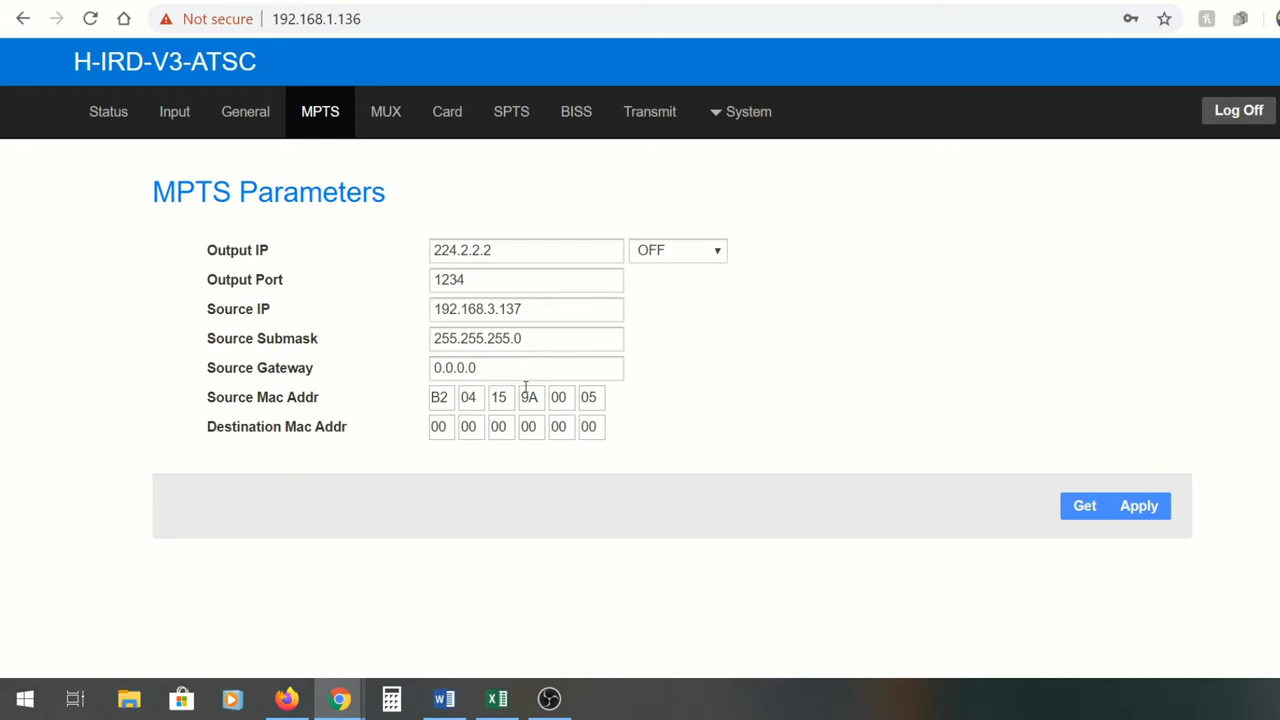 Not secure 192.168.1.136
H-IRD-V3-ATSC
Status Input General MPTS MUX Card SPTS BISS Transmit System Log Off
MPTS Parameters
Output IP 224.2.2.2 OFF
Output Port 1234
Source IP 192.168.3.137
Source Submask 255.255.255.0
Source Gateway 0.0.0.0
Source Mac Addr B2 04 15 9A 00 05
Destination Mac Addr 00 00 00 00 00 00
Get Apply